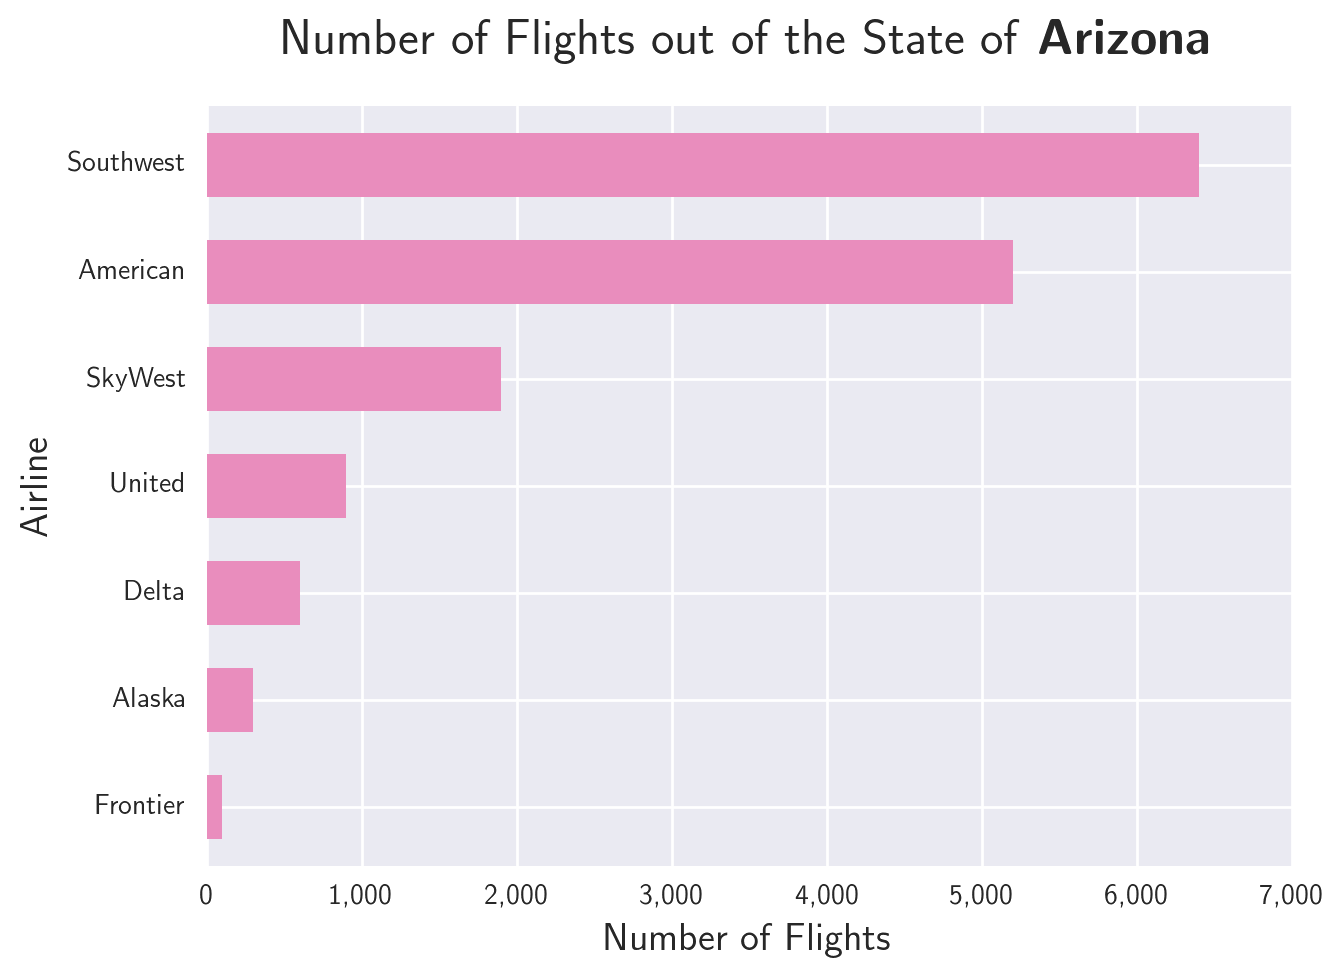 Number of Flights out of the State of Arizona
Southwest
American
SkyWest
United
Delta
Alaska
Frontier
Airline
0 1,000 2,000 3,000 4,000 5,000 6,000 7,000
Number of Flights